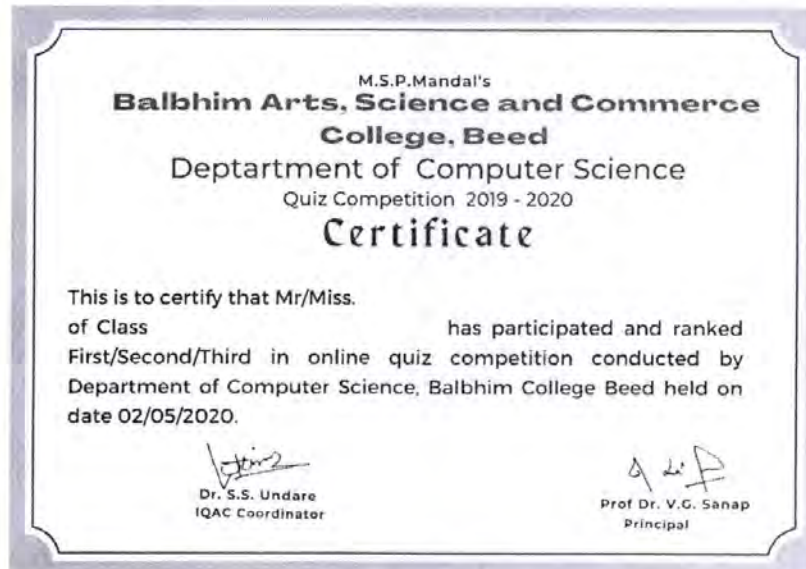 M.S.P.Mandal's
Balbhim Arts, Science and Commerce
College, Beed
Deptartment of Computer Science
Quiz Competition 2019 - 2020
Certificate
This is to certify that Mr/Miss.
of Class has participated and ranked
First/Second/Third in online quiz competition conducted by
Department of Computer Science, Balbhim College Beed held on
date 02/05/2020.
Dr. S.S. Undare
IQAC Coordinator
Prof Dr. V.G. Sanap
Principal